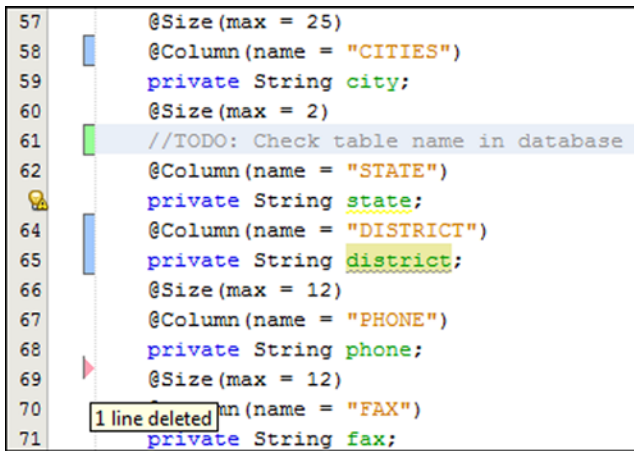 57 @Size(max = 25)
58 @Column(name = "CITIES")
59 private String city;
60 @Size(max = 2)
61 //TODO: Check table name in database
62 @Column(name = "STATE")
private String state;
64 @Column(name = "DISTRICT")
65 private String district;
66 @Size(max = 12)
67 @Column(name = "PHONE")
68 private String phone;
69 @Size(max = 12)
70 1 line deleted mn(name = "FAX")
71 private String fax;